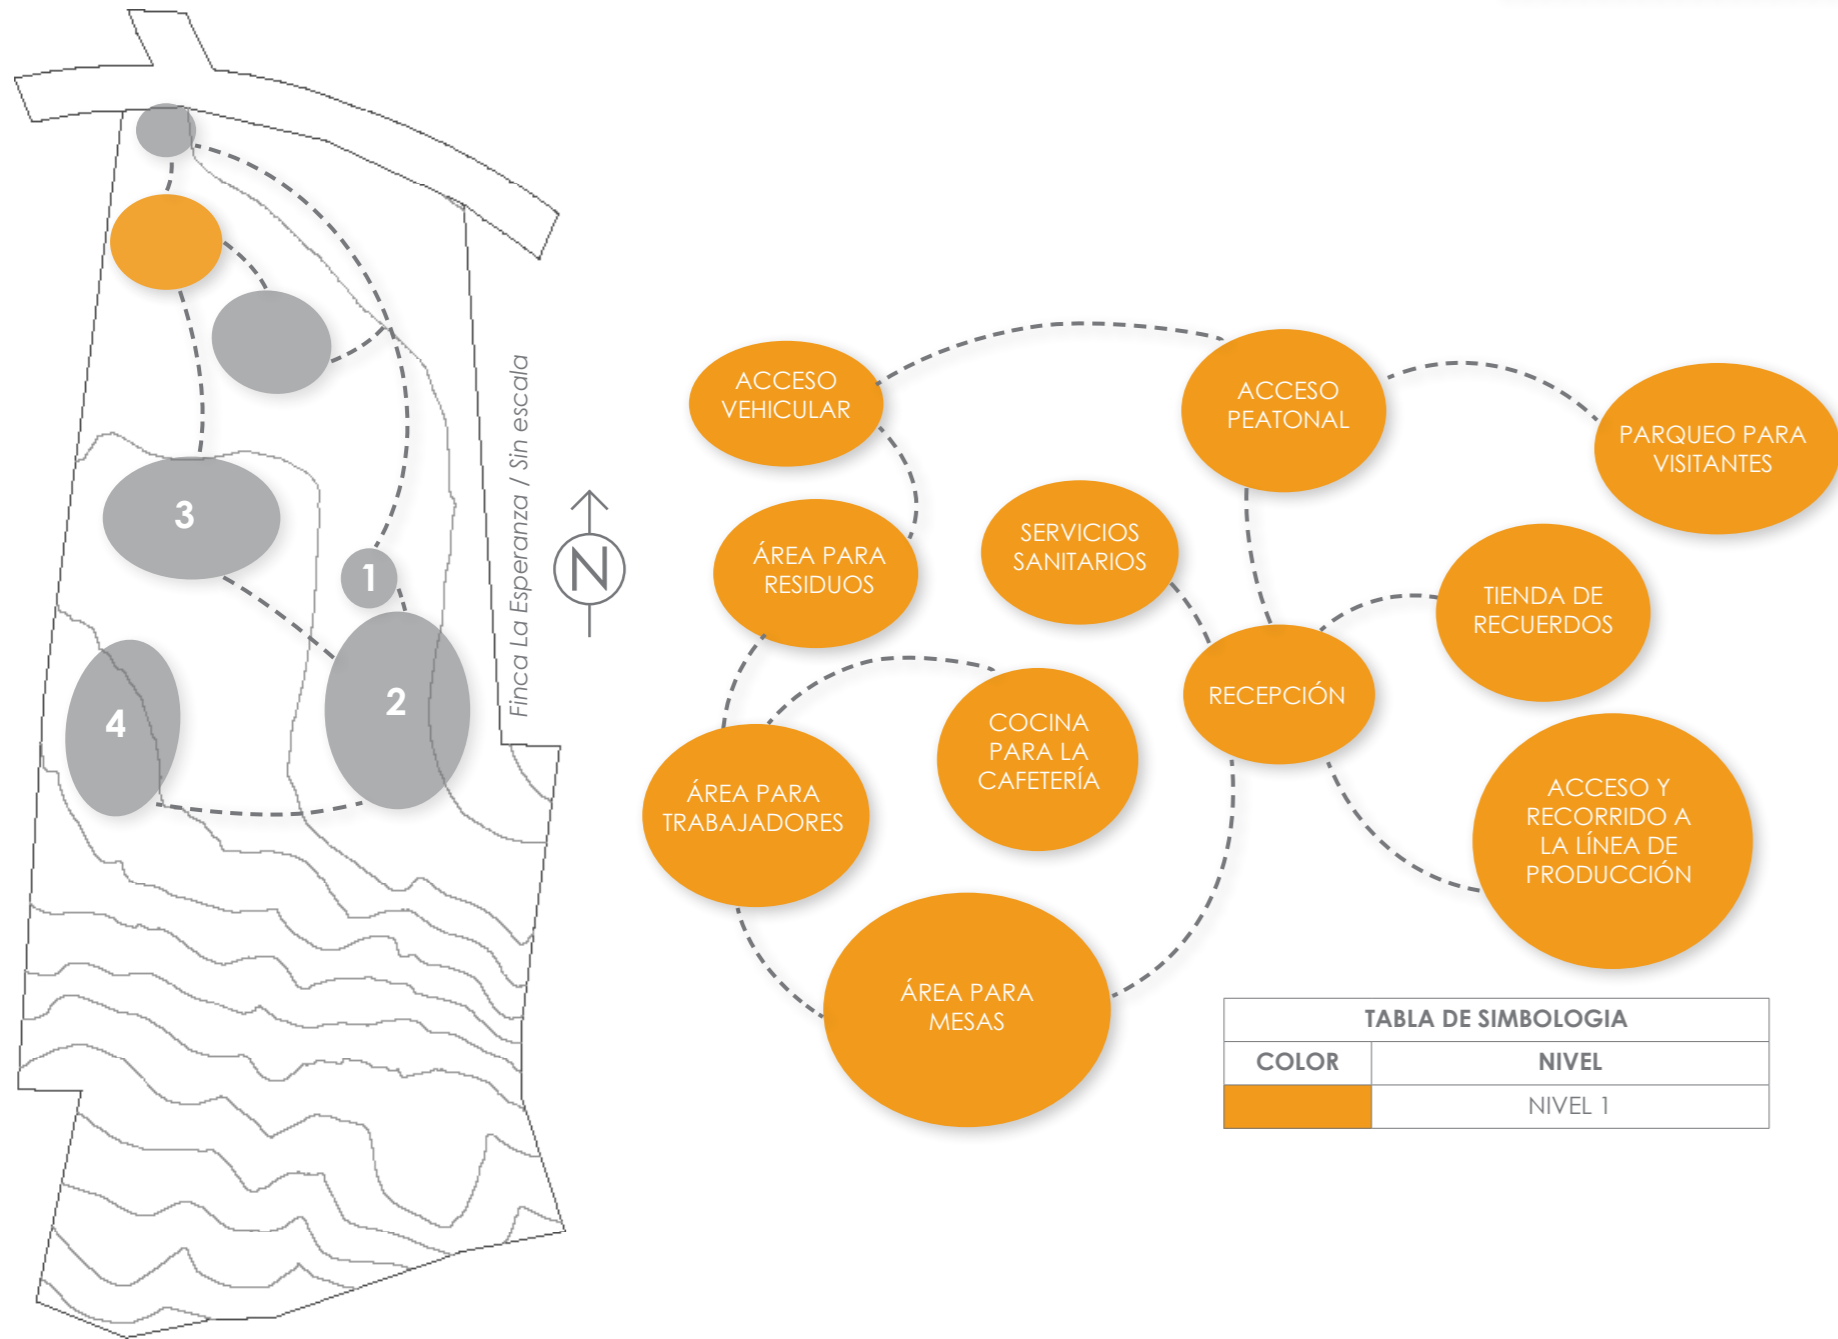 3
1
2
4
Finca La Esperanza / Sin escala
N
ACCESO
VEHICULAR
ACCESO
PEATONAL
PARQUEO PARA
VISITANTES
ÁREA PARA
RESIDUOS
SERVICIOS
SANITARIOS
TIENDA DE
RECUERDOS
RECEPCIÓN
COCINA
PARA LA
CAFETERÍA
ÁREA PARA
TRABAJADORES
ACCESO Y
RECORRIDO A
LA LÍNEA DE
PRODUCCIÓN
ÁREA PARA
MESAS
TABLA DE SIMBOLOGIA
COLOR NIVEL
NIVEL 1